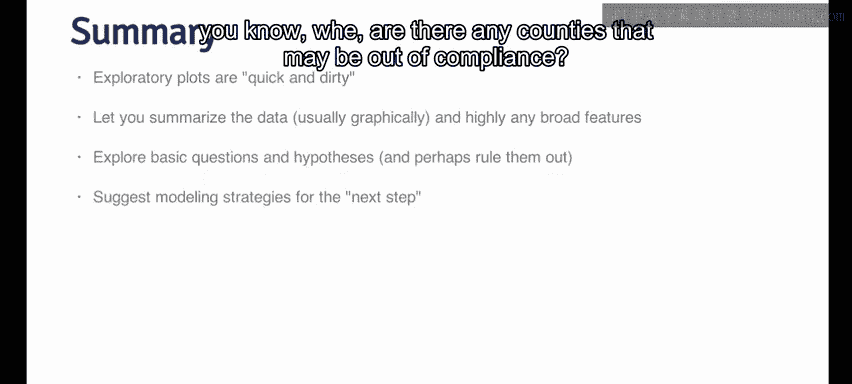 Summary
you know, whe, are there any counties that
may be out of compliance?
· Exploratory plots are "quick and dirty"
· Let you summarize the data (usually graphically) and highly any broad features
· Explore basic questions and hypotheses (and perhaps rule them out)
· Suggest modeling strategies for the "next step"